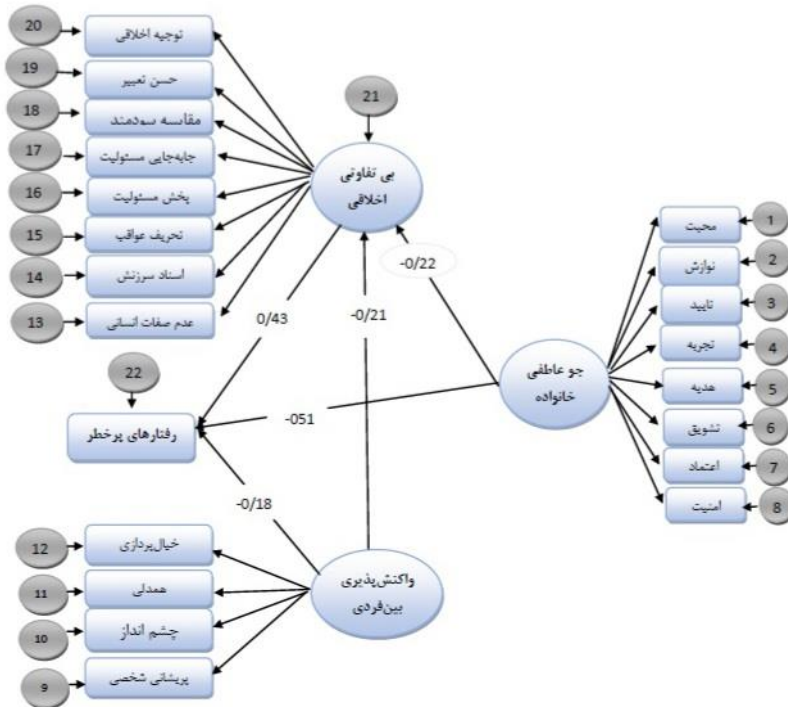 20
توجیه اخلاقی
19
حسن تعبیر
18
مقایسه سودمند
17
جابه‌جایی مسئولیت
16
پخش مسئولیت
15
تحریف عواقب
14
اسناد سرزنش
13
عدم صفات انسانی
21
بی تفاوتی
اخلاقی
محبت
1
نوازش
2
تایید
3
تجربه
4
هدیه
5
تشویق
6
اعتماد
7
امنیت
8
جو عاطفی
خانواده
-0/22
-0/21
0/43
-051
-0/18
22
رفتارهای پرخطر
12
خیال‌پردازی
11
همدلی
10
چشم انداز
9
پریشانی شخصی
واکنش‌پذیری
بین‌فردی